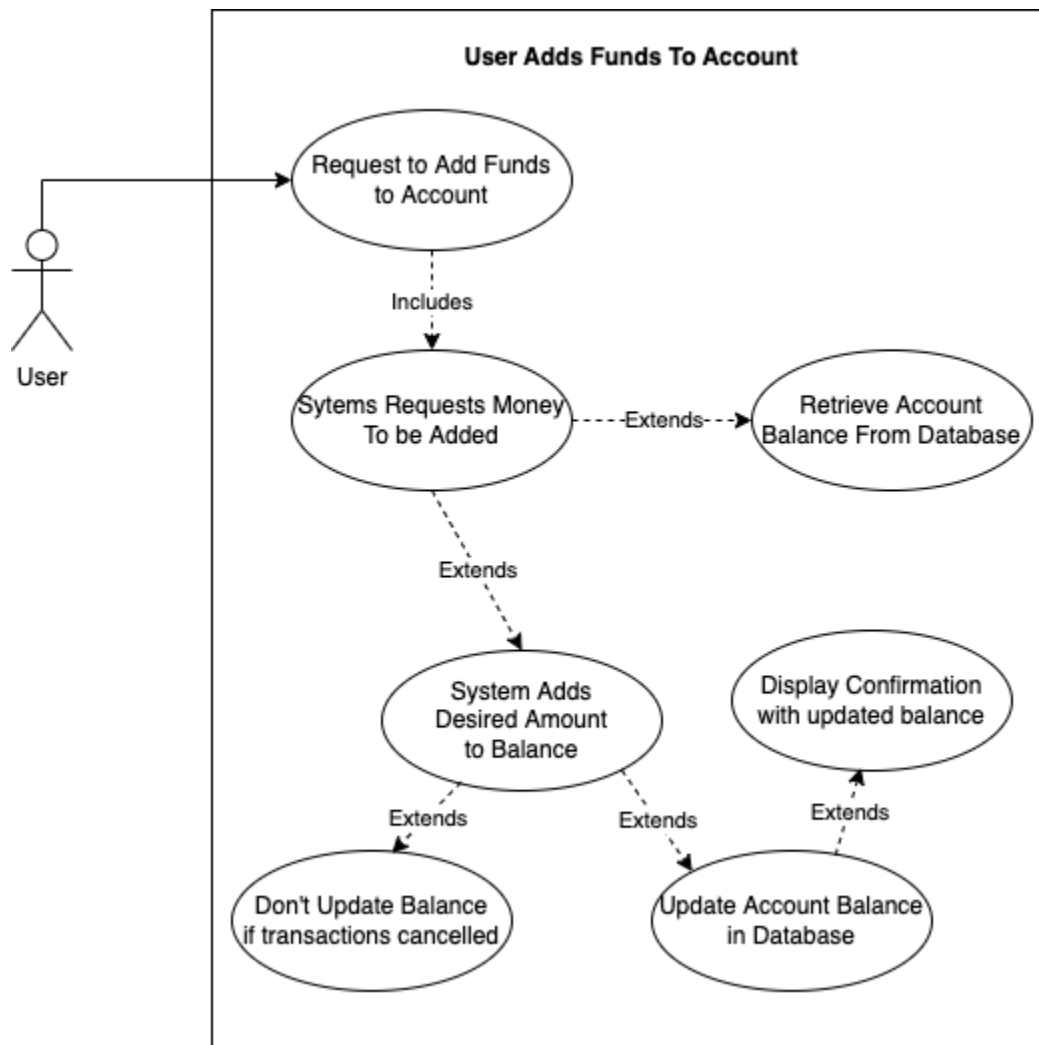 User Adds Funds To Account
Request to Add Funds
to Account
Includes
User
Sytems Requests Money
To be Added
Extends
Retrieve Account
Balance From Database
Extends
System Adds
Desired Amount
to Balance
Display Confirmation
with updated balance
Extends
Extends
Extends
Don't Update Balance
if transactions cancelled
Update Account Balance
in Database